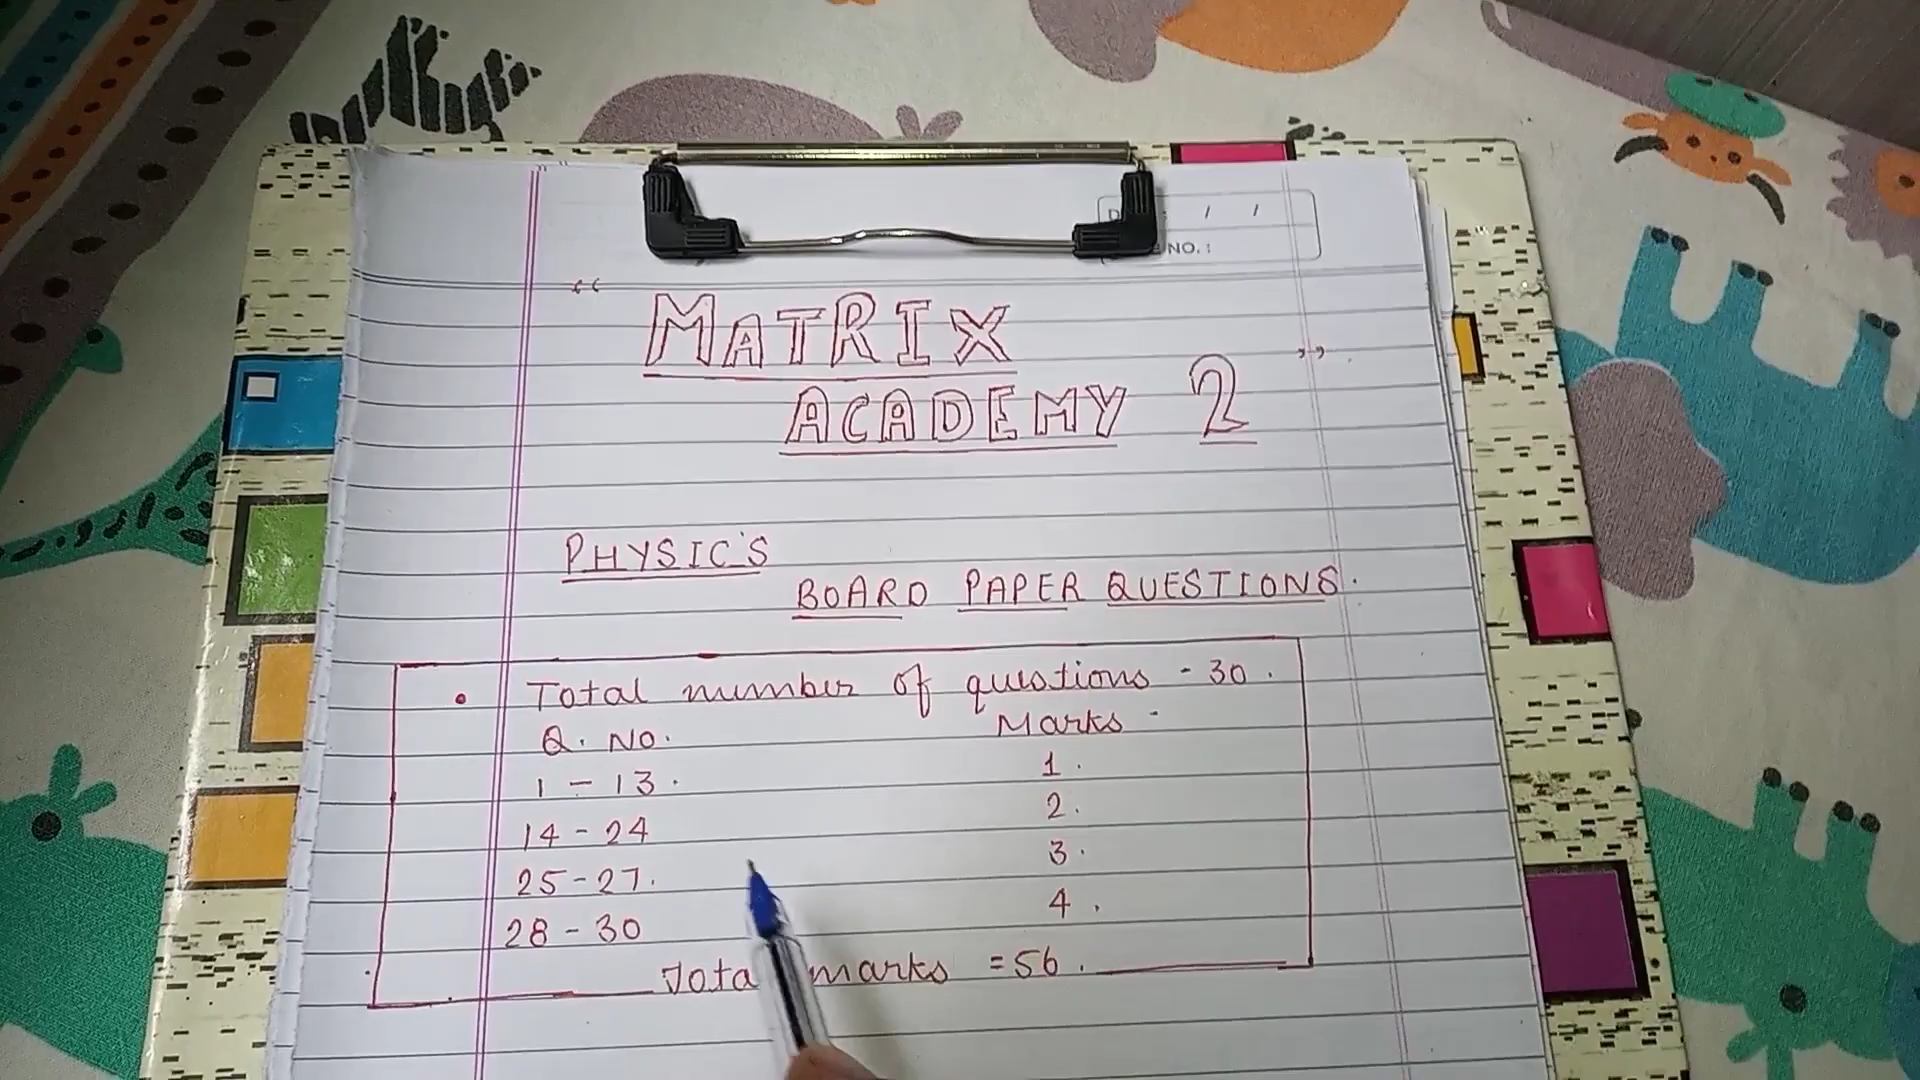 / /
NO. :
"MATRIX
ACADEMY 2"
PHYSIC'S
BOARD PAPER QUESTIONS.
• Total number of questions - 30.
Q. No. Marks -
1 - 13. 1.
14 - 24 2.
25 - 27. 3.
28 - 30 4.
Total marks = 56.